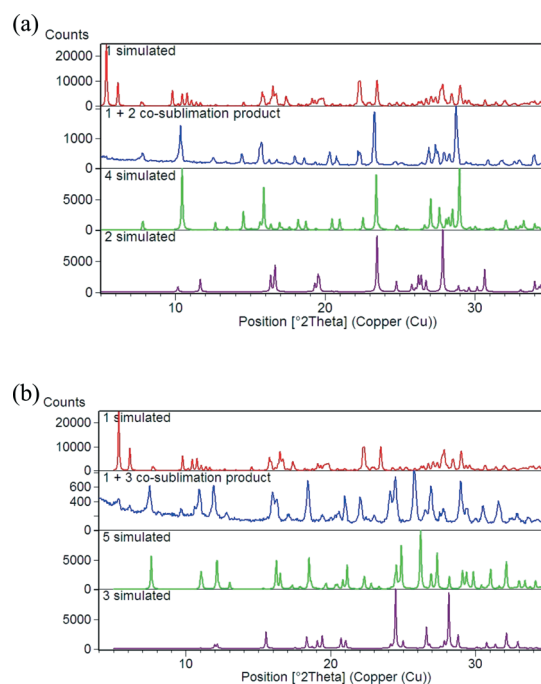 (a)
Counts
1 simulated
20000
10000
0
1 + 2 co-sublimation product
1000
0
4 simulated
5000
0
2 simulated
5000
0
10 20 30
Position [°2Theta] (Copper (Cu))
(b)
Counts
1 simulated
20000
10000
0
1 + 3 co-sublimation product
600
400
200
0
5 simulated
5000
0
3 simulated
5000
0
10 20 30
Position [°2Theta] (Copper (Cu))